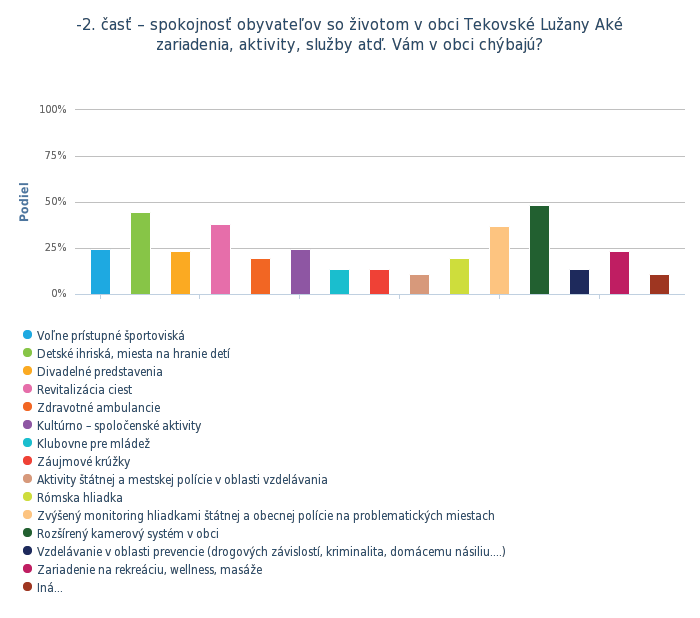 -2. časť – spokojnosť obyvateľov so životom v obci Tekovské Lužany Aké
zariadenia, aktivity, služby atď. Vám v obci chýbajú?
100%
75%
50%
25%
0%
Podiel
Voľne prístupné športoviská
Detské ihriská, miesta na hranie detí
Divadelné predstavenia
Revitalizácia ciest
Zdravotné ambulancie
Kultúrno – spoločenské aktivity
Klubovne pre mládež
Záujmové krúžky
Aktivity štátnej a mestskej polície v oblasti vzdelávania
Rómska hliadka
Zvýšený monitoring hliadkami štátnej a obecnej polície na problematických miestach
Rozšírený kamerový systém v obci
Vzdelávanie v oblasti prevencie (drogových závislostí, kriminalita, domácemu násiliu....)
Zariadenie na rekreáciu, wellness, masáže
Iná...